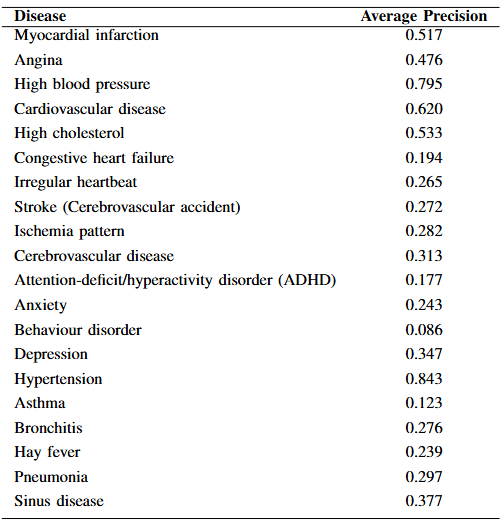 Disease Average Precision
Myocardial infarction 0.517
Angina 0.476
High blood pressure 0.795
Cardiovascular disease 0.620
High cholesterol 0.533
Congestive heart failure 0.194
Irregular heartbeat 0.265
Stroke (Cerebrovascular accident) 0.272
Ischemia pattern 0.282
Cerebrovascular disease 0.313
Attention-deficit/hyperactivity disorder (ADHD) 0.177
Anxiety 0.243
Behaviour disorder 0.086
Depression 0.347
Hypertension 0.843
Asthma 0.123
Bronchitis 0.276
Hay fever 0.239
Pneumonia 0.297
Sinus disease 0.377